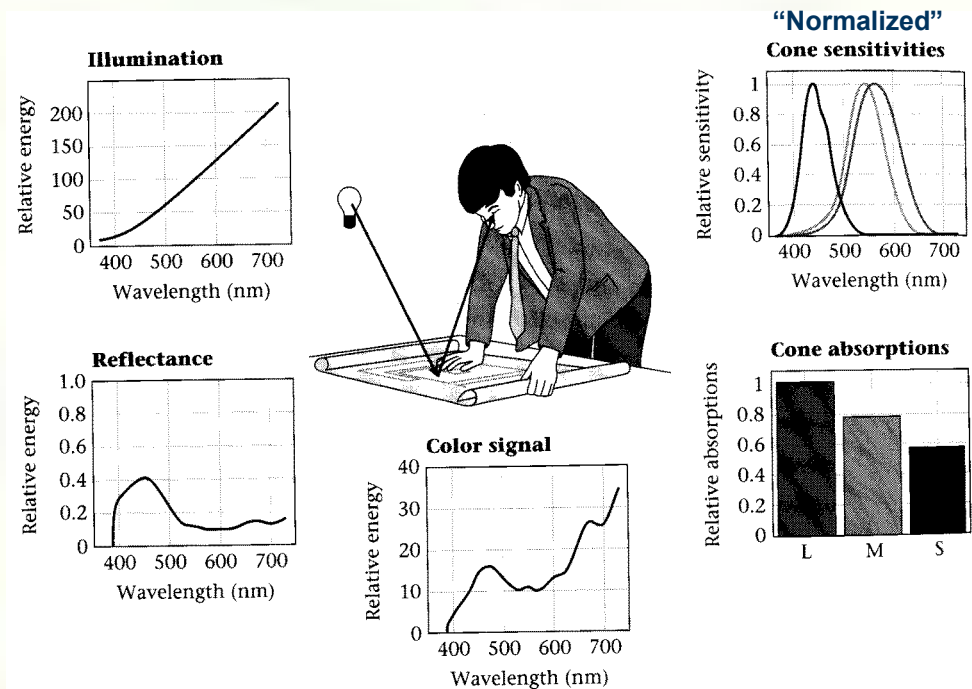 “Normalized”
Illumination
Relative energy
200
150
100
50
0
400 500 600 700
Wavelength (nm)
Cone sensitivities
Relative sensitivity
1
0.8
0.6
0.4
0.2
0
400 500 600 700
Wavelength (nm)
Reflectance
Relative energy
1.0
0.8
0.6
0.4
0.2
0
400 500 600 700
Wavelength (nm)
Color signal
Relative energy
40
30
20
10
0
400 500 600 700
Wavelength (nm)
Cone absorptions
Relative absorptions
1
0.8
0.6
0.4
0.2
0
L M S